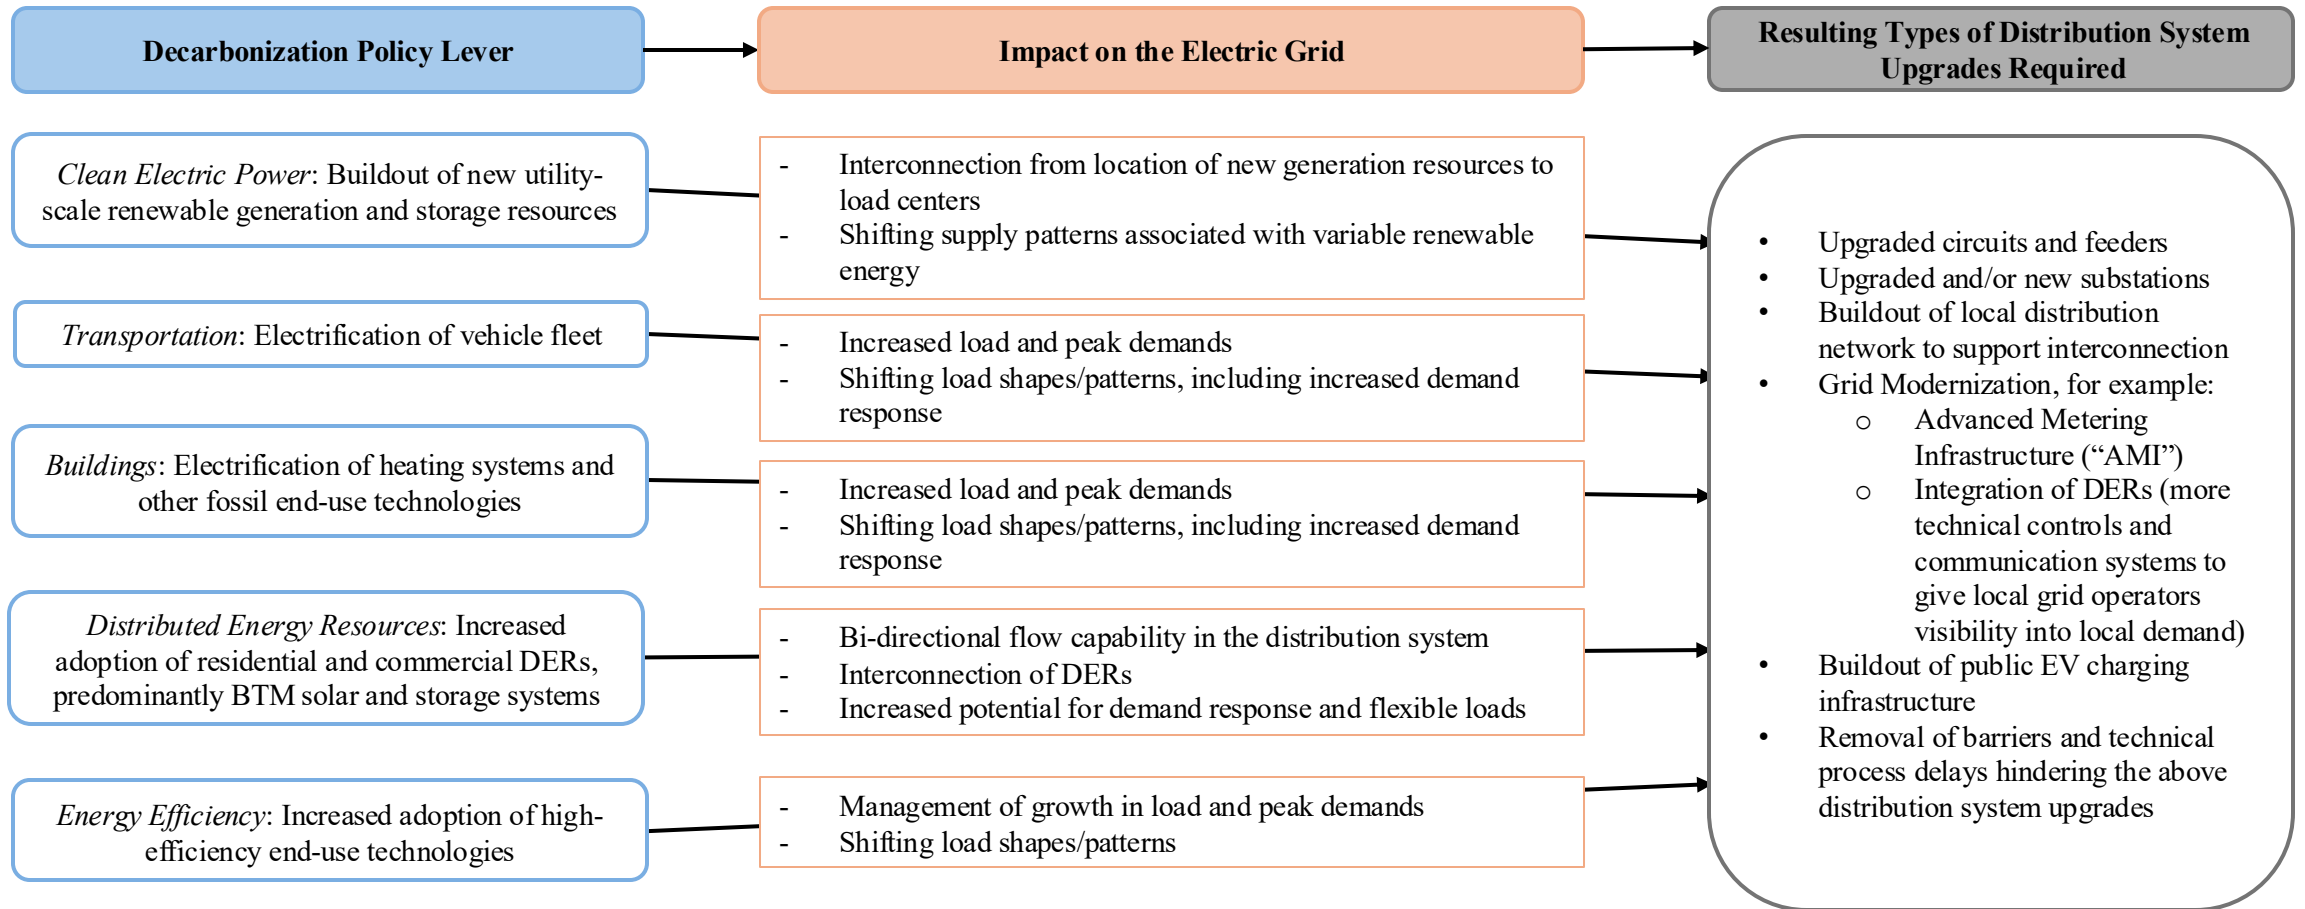 Decarbonization Policy Lever
Impact on the Electric Grid
Resulting Types of Distribution System
Upgrades Required
Clean Electric Power: Buildout of new utility-
scale renewable generation and storage resources
- Interconnection from location of new generation resources to
load centers
- Shifting supply patterns associated with variable renewable
energy
Transportation: Electrification of vehicle fleet
- Increased load and peak demands
- Shifting load shapes/patterns, including increased demand
response
Buildings: Electrification of heating systems and
other fossil end-use technologies
- Increased load and peak demands
- Shifting load shapes/patterns, including increased demand
response
Distributed Energy Resources: Increased
adoption of residential and commercial DERs,
predominantly BTM solar and storage systems
- Bi-directional flow capability in the distribution system
- Interconnection of DERs
- Increased potential for demand response and flexible loads
Energy Efficiency: Increased adoption of high-
efficiency end-use technologies
- Management of growth in load and peak demands
- Shifting load shapes/patterns
• Upgraded circuits and feeders
• Upgraded and/or new substations
• Buildout of local distribution
network to support interconnection
• Grid Modernization, for example:
o Advanced Metering
Infrastructure (“AMI”)
o Integration of DERs (more
technical controls and
communication systems to
give local grid operators
visibility into local demand)
• Buildout of public EV charging
infrastructure
• Removal of barriers and technical
process delays hindering the above
distribution system upgrades